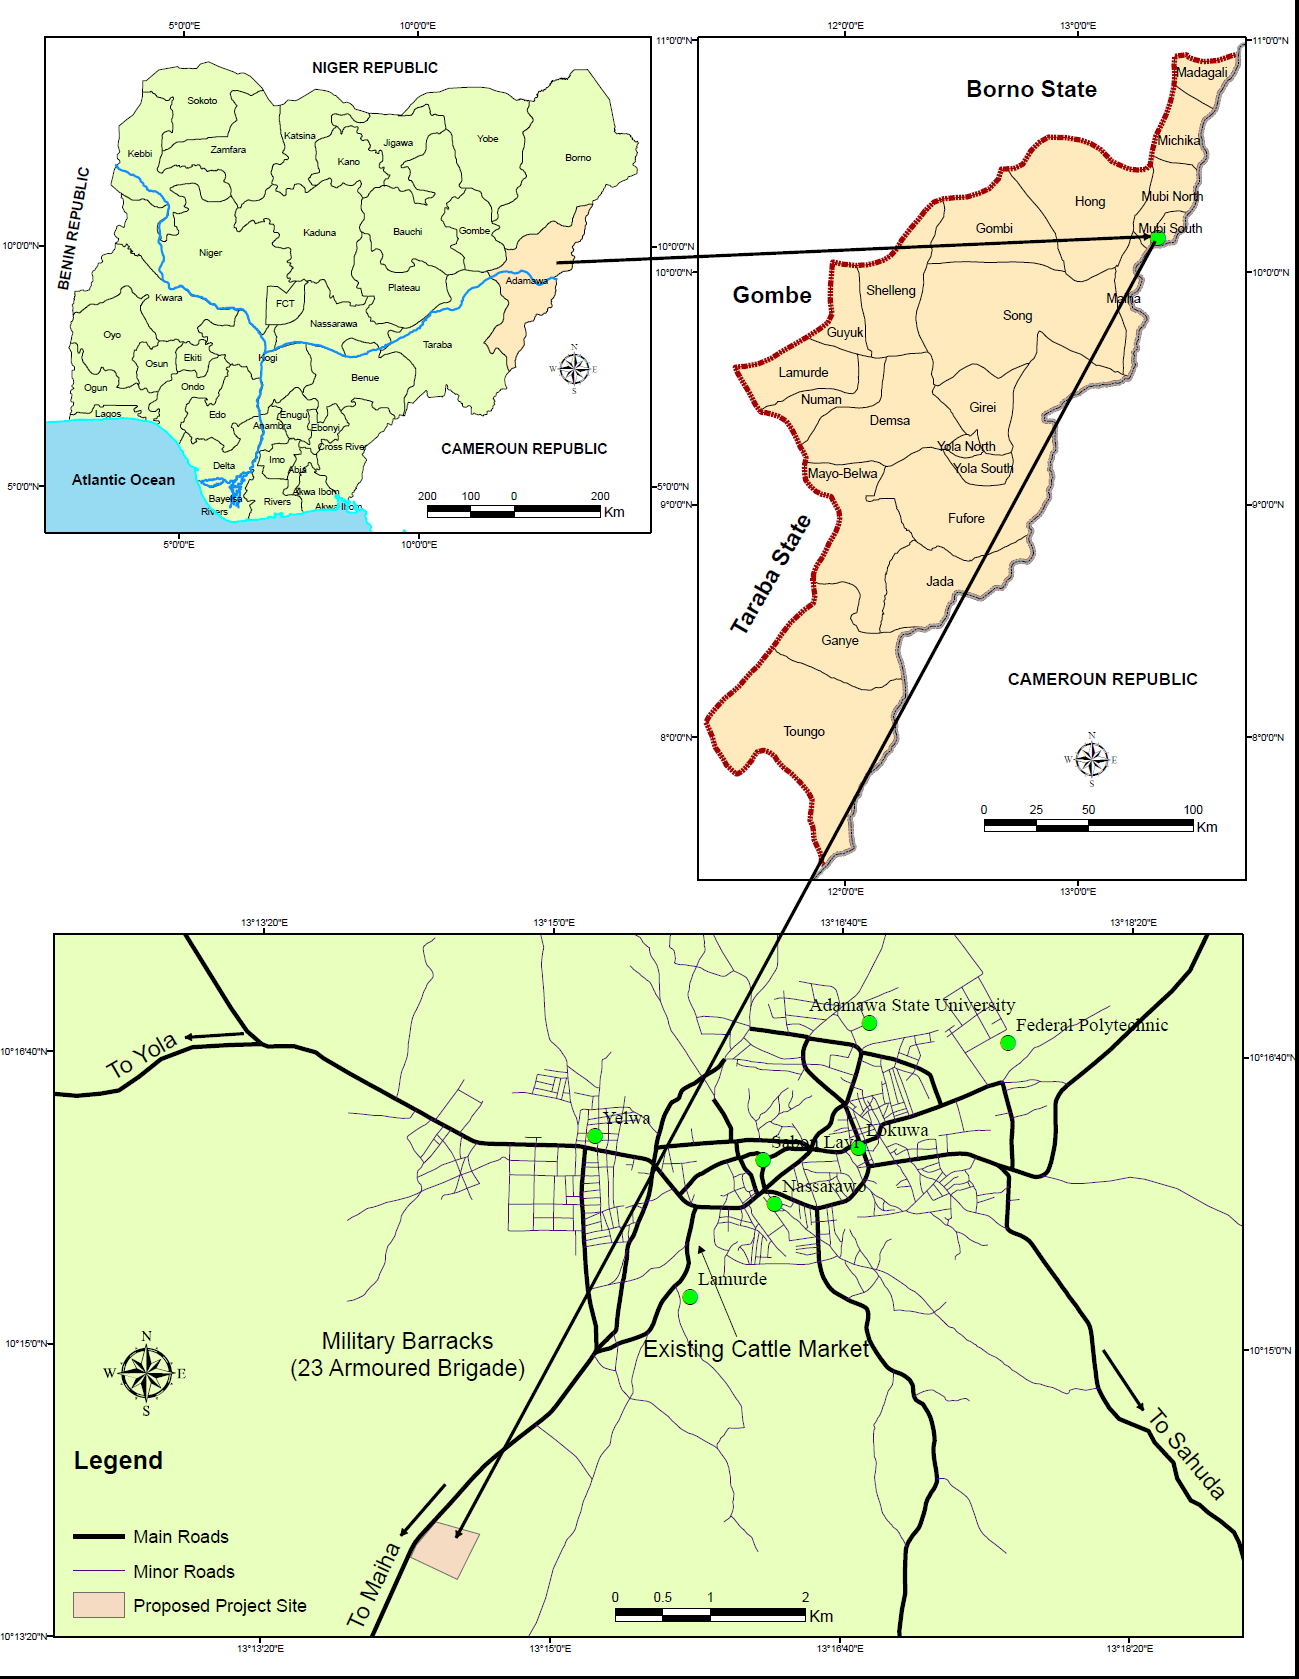 5°0'0"E
10°0'0"E
NIGER REPUBLIC
BENIN REPUBLIC
Sokoto
Katsina
Jigawa
Yobe
Borno
Kebbi
Zamfara
Kano
Kaduna
Bauchi
Gombe
Niger
Adamawa
Plateau
Kwara
FCT
Nassarawa
Oyo
Taraba
Osun
Ekiti
Kogi
Benue
Ogun
Ondo
Lagos
Edo
Enugu
Anambra
Ebonyi
Cross River
Imo
Abia
Delta
Akwa Ibom
Bayelsa
Rivers
Rivers
Akwa Ibom
Atlantic Ocean
CAMEROUN REPUBLIC
N
W
E
S
200
100
0
200
Km
10°0'0"N
5°0'0"N
10°0'0"N
5°0'0"N
5°0'0"E
10°0'0"E
12°0'0"E
13°0'0"E
11°0'0"N
11°0'0"N
Borno State
Madagali
Michika
Mubi North
Hong
Mubi South
Gombi
Gombe
Shelleng
Maiha
Song
Guyuk
Lamurde
Numan
Girei
Demsa
Yola North
Yola South
Mayo-Belwa
Fufore
Taraba State
Jada
Ganye
Toungo
CAMEROUN REPUBLIC
N
W
E
S
0
25
50
100
Km
10°0'0"N
10°0'0"N
9°0'0"N
9°0'0"N
8°0'0"N
8°0'0"N
12°0'0"E
13°0'0"E
13°13'20"E
13°15'0"E
13°16'40"E
13°18'20"E
Adamawa State University
Federal Polytechnic
To Yola
10°16'40"N
10°16'40"N
Yelwa
Lokuwa
Sabon Layi
Nassarawo
Lamurde
Military Barracks
(23 Armoured Brigade)
Existing Cattle Market
10°15'0"N
10°15'0"N
N
W
E
S
To Sahuda
Legend
Main Roads
Minor Roads
Proposed Project Site
To Maiha
0
0.5
1
2
Km
10°13'20"N
13°13'20"E
13°15'0"E
13°16'40"E
13°18'20"E